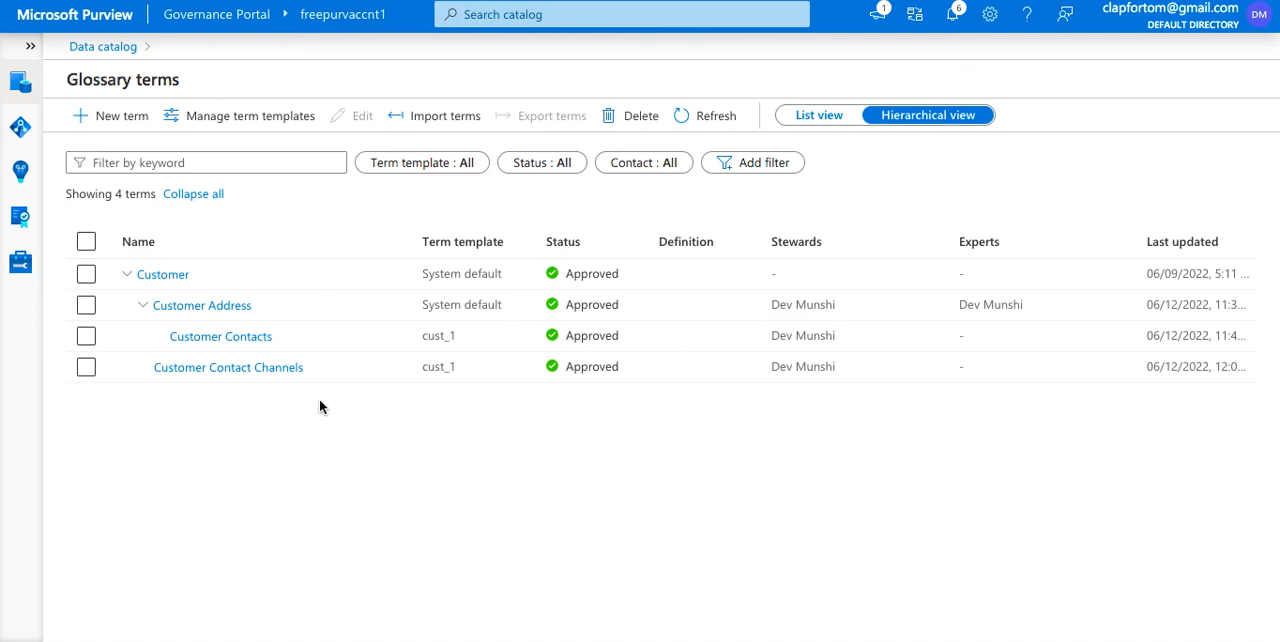 Microsoft Purview | Governance Portal freepurvaccnt1 Search catalog 1 6 clapfortom@gmail.com DM
DEFAULT DIRECTORY
Data catalog
Glossary terms
New term Manage term templates Edit Import terms Export terms Delete Refresh List view Hierarchical view
Filter by keyword Term template : All Status : All Contact : All Add filter
Showing 4 terms Collapse all
Name Term template Status Definition Stewards Experts Last updated
Customer System default Approved - - 06/09/2022, 5:11 ...
Customer Address System default Approved Dev Munshi Dev Munshi 06/12/2022, 11:3...
Customer Contacts cust_1 Approved Dev Munshi - 06/12/2022, 11:4...
Customer Contact Channels cust_1 Approved Dev Munshi - 06/12/2022, 12:0...